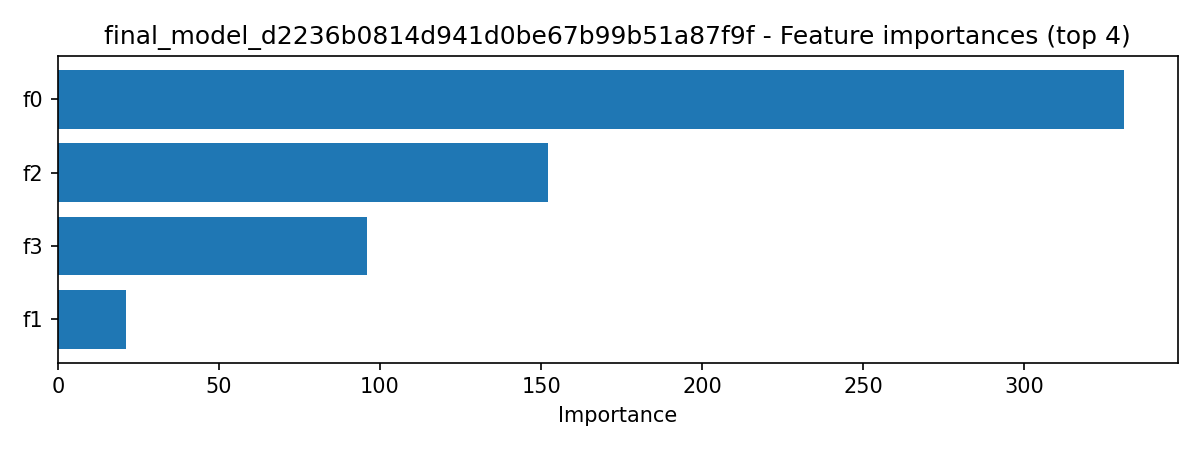 final_model_d2236b0814d941d0be67b99b51a87f9f - Feature importances (top 4)
f0
f2
f3
f1
0 50 100 150 200 250 300
Importance